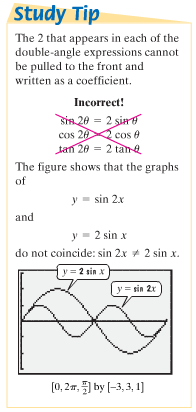 Study Tip
The 2 that appears in each of the
double-angle expressions cannot
be pulled to the front and
written as a coefficient.
Incorrect!
sin 2θ = 2 sin θ
cos 2θ = 2 cos θ
tan 2θ = 2 tan θ
The figure shows that the graphs
of
y = sin 2x
and
y = 2 sin x
do not coincide: sin 2x ≠ 2 sin x.
y = 2 sin x
y = sin 2x
[0, 2π, π/2] by [−3, 3, 1]